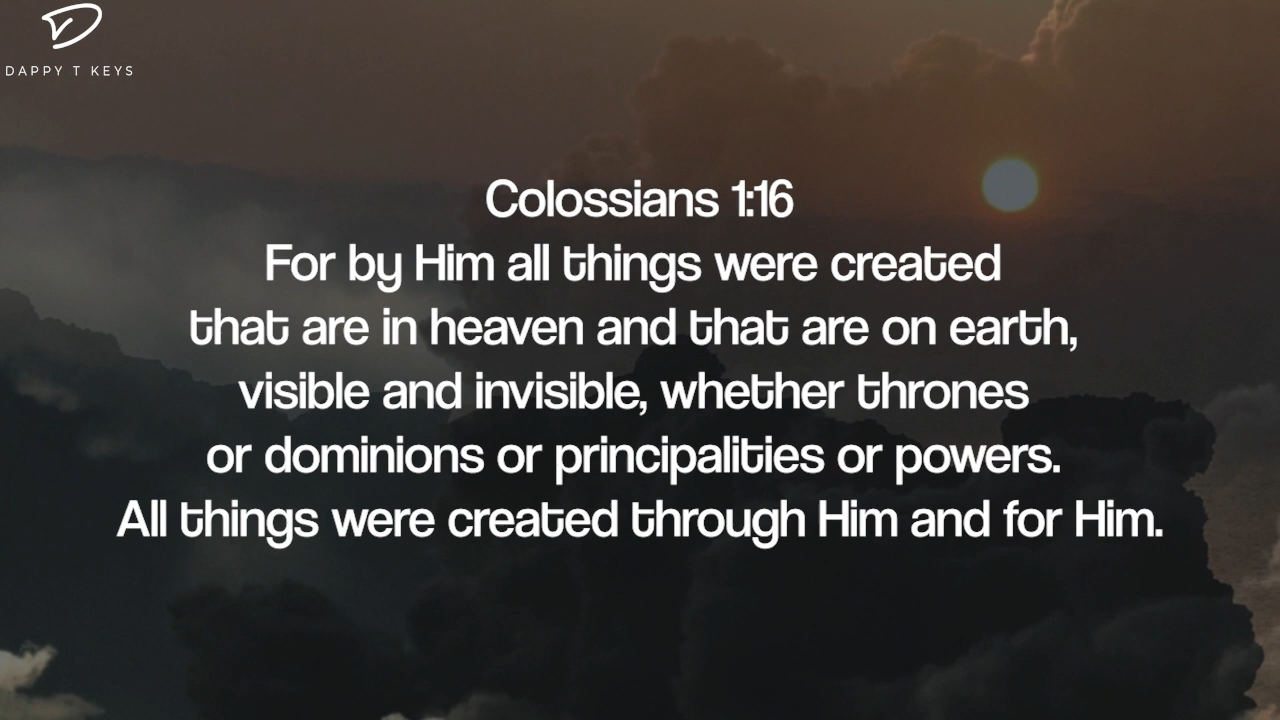 DAPPY T KEYS
Colossians 1:16
For by Him all things were created
that are in heaven and that are on earth,
visible and invisible, whether thrones
or dominions or principalities or powers.
All things were created through Him and for Him.